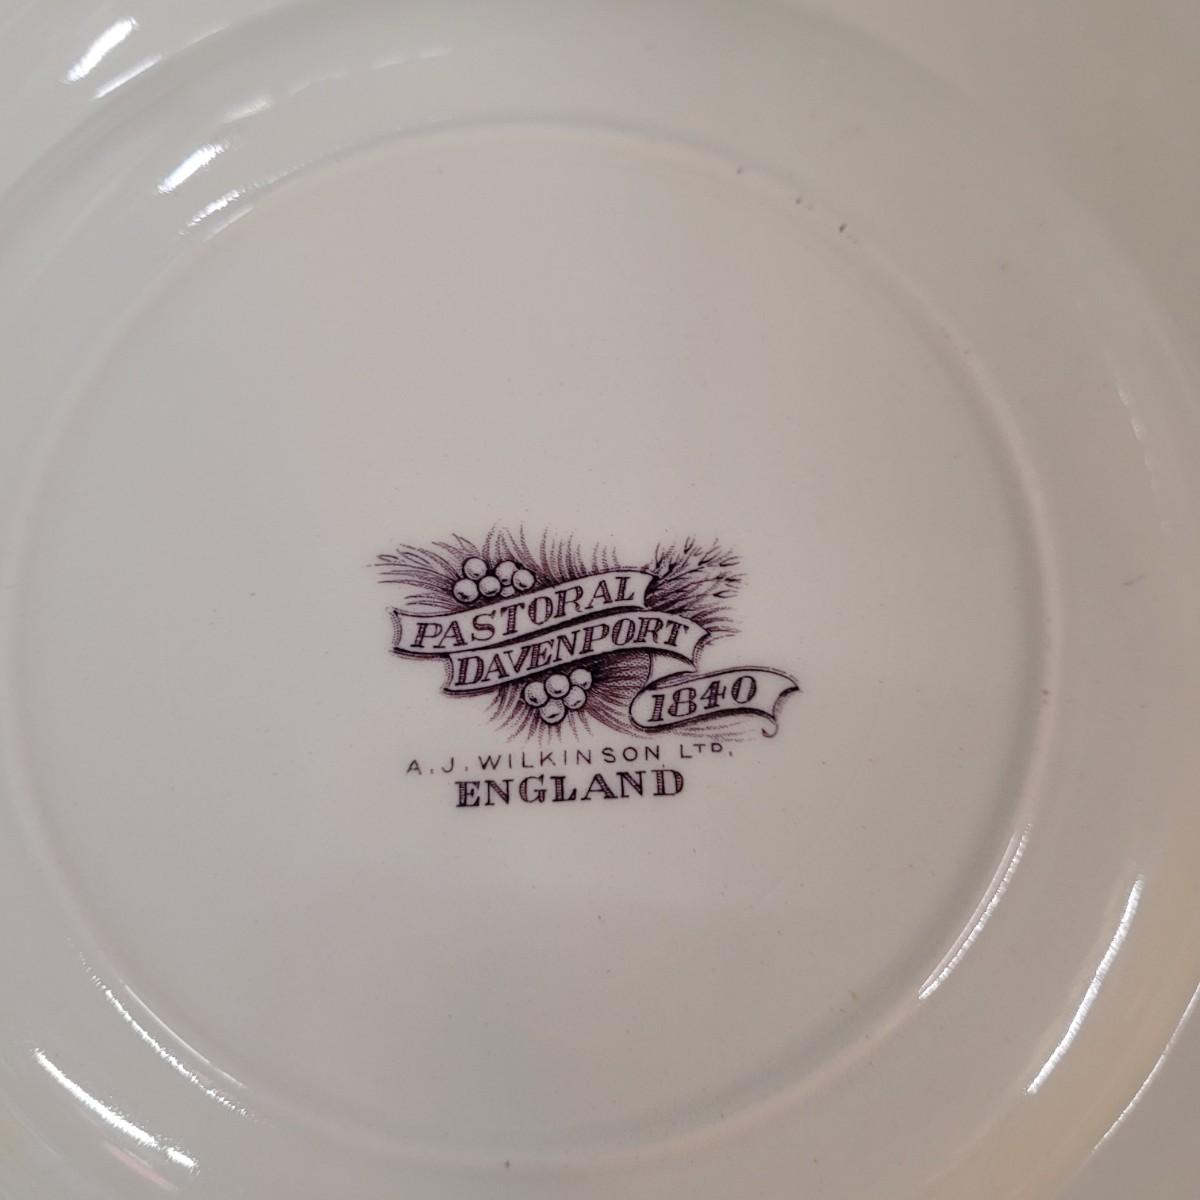 PASTORAL
DAVENPORT
1840
A.J. WILKINSON LTD.
ENGLAND